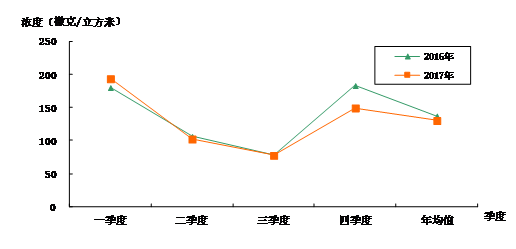 浓度（微克/立方米）
250
200
150
100
50
0
2016年
2017年
一季度
二季度
三季度
四季度
年均值
季度